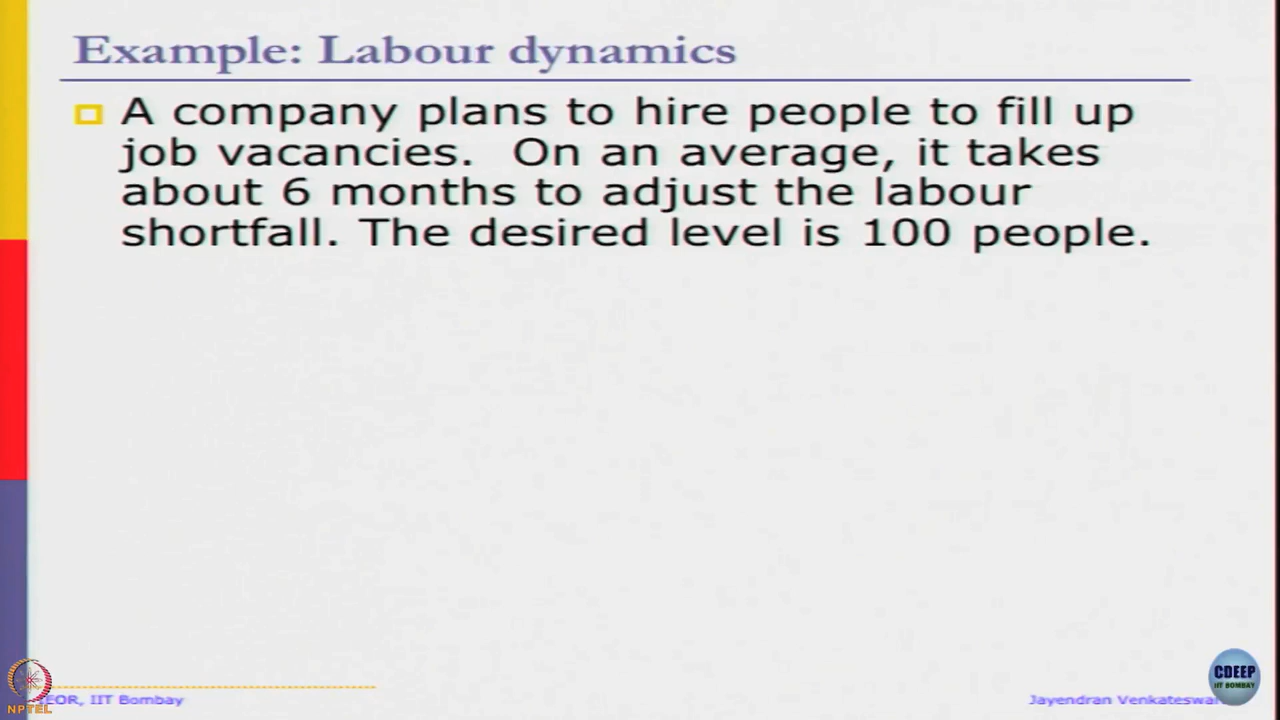 Example: Labour dynamics
A company plans to hire people to fill up
job vacancies. On an average, it takes
about 6 months to adjust the labour
shortfall. The desired level is 100 people.
IEOR, IIT Bombay
Jayendran
NPTEL
CDEEP
IIT BOMBAY